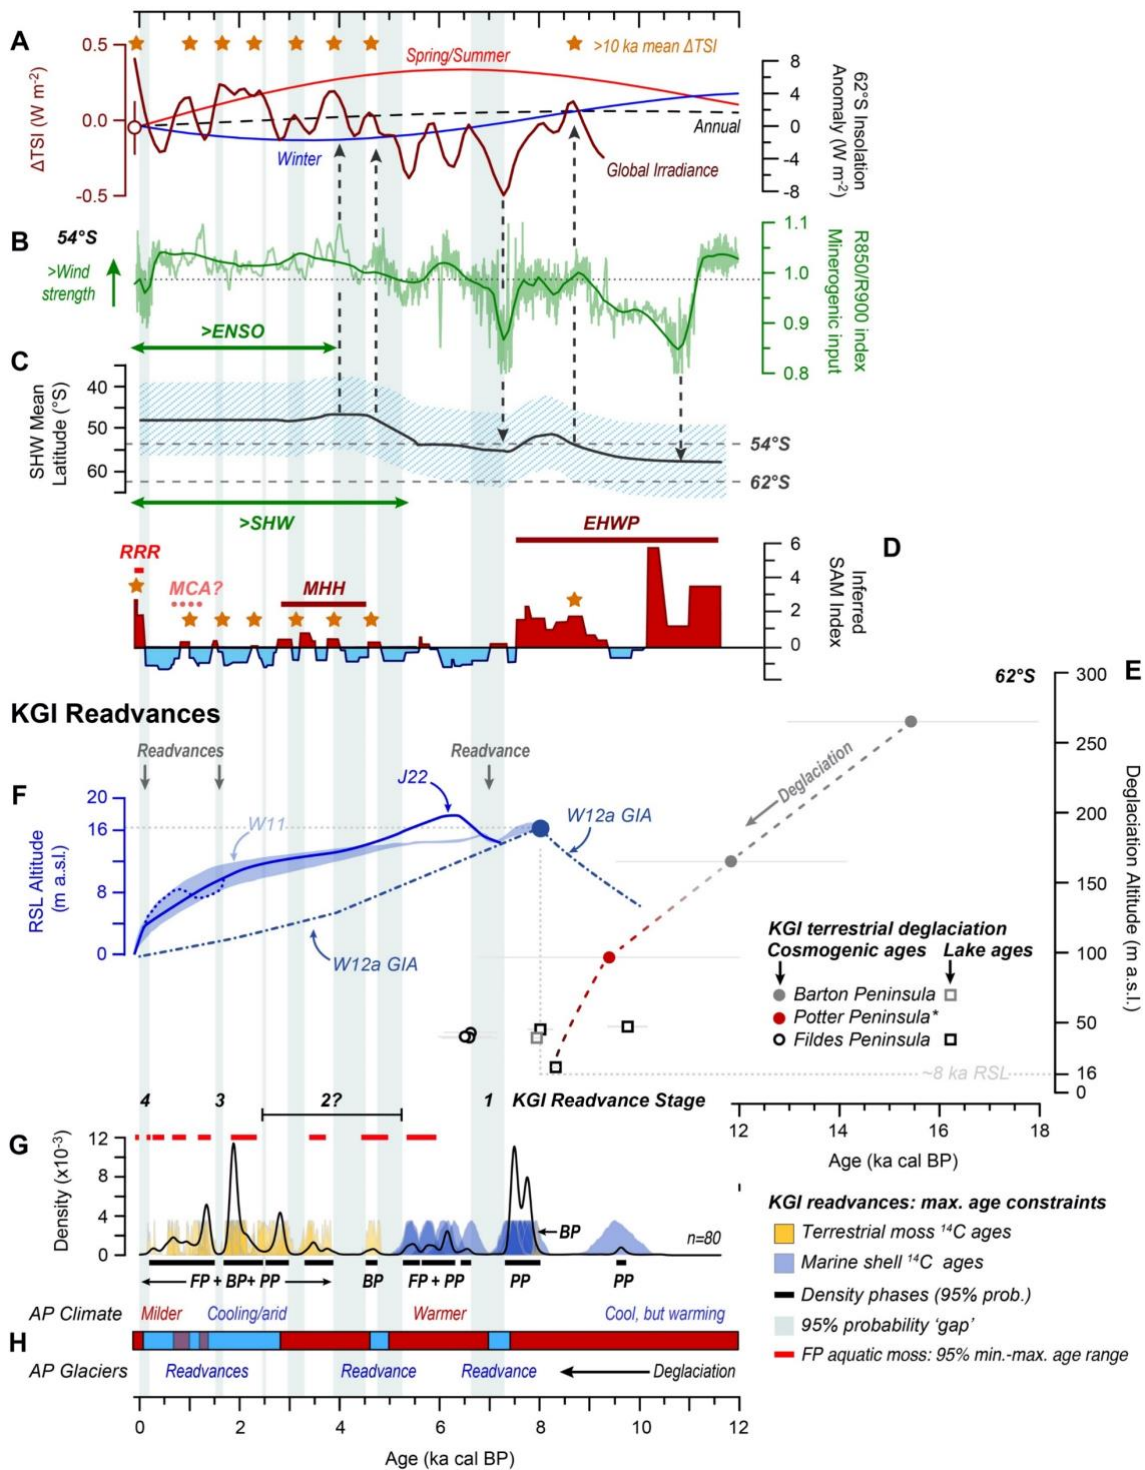 0
2
4
6
8
10
12
A
0.5
0.0
-0.5
ΔTSI (W m-2)
>10 ka mean ΔTSI
Spring/Summer
Winter
Annual
Global Irradiance
8
4
0
-4
-8
62°S Insolation
Anomaly (W m-2)
B
54°S
>Wind
strength
1.1
1.0
0.9
0.8
R850/R900 index
Minerogenic input
>ENSO
C
40
50
60
SHW Mean
Latitude (°S)
54°S
62°S
>SHW
D
RRR
MCA?
MHH
EHWP
6
4
2
0
Inferred
SAM Index
E
62°S
300
250
200
150
100
50
16
0
Deglaciation Altitude (m a.s.l.)
KGI Readvances
Readvances
Readvance
Deglaciation
F
20
16
8
0
RSL Altitude
(m a.s.l.)
J22
W11
W12a GIA
W12a GIA
KGI terrestrial deglaciation
Cosmogenic ages Lake ages
Barton Peninsula
Potter Peninsula*
Fildes Peninsula
~8 ka RSL
4 3 2? 1 KGI Readvance Stage
12 14 16 18
Age (ka cal BP)
G
12
8
4
0
Density (x10-3)
BP
n=80
FP + BP+ PP
BP
FP + PP
PP
PP
KGI readvances: max. age constraints
Terrestrial moss 14C ages
Marine shell 14C ages
Density phases (95% prob.)
95% probability 'gap'
FP aquatic moss: 95% min.-max. age range
AP Climate Milder Cooling/arid Warmer Cool, but warming
H
AP Glaciers Readvances Readvance Readvance Deglaciation
0 2 4 6 8 10 12
Age (ka cal BP)